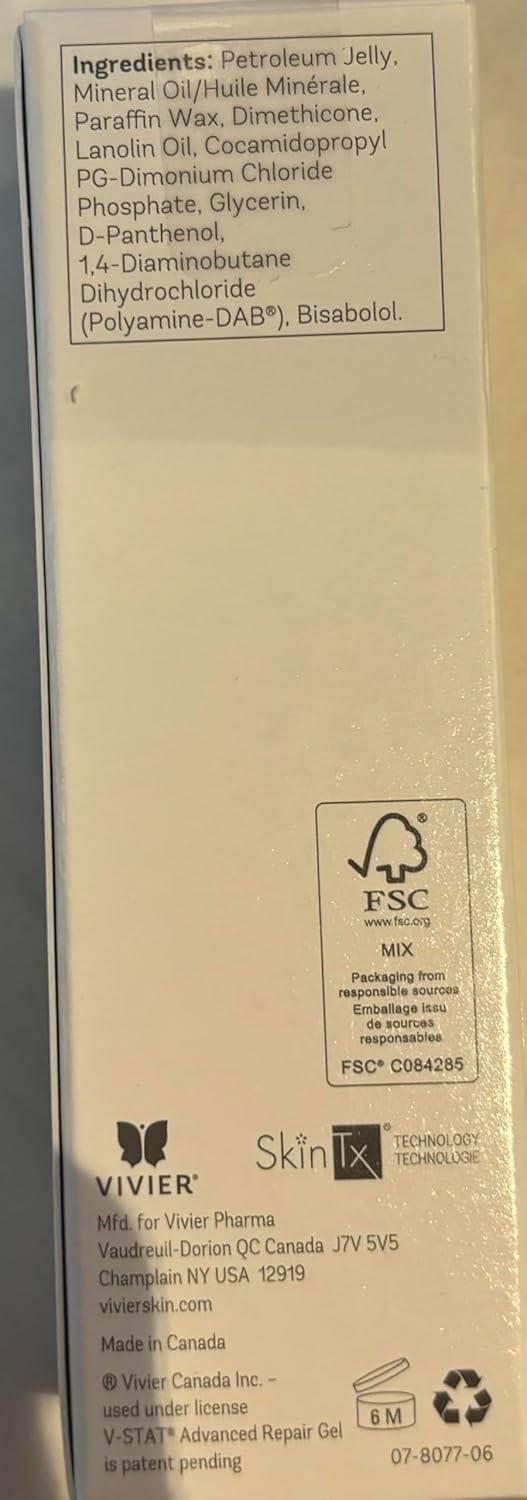 Ingredients: Petroleum Jelly,
Mineral Oil/Huile Minérale,
Paraffin Wax, Dimethicone,
Lanolin Oil, Cocamidopropyl
PG-Dimonium Chloride
Phosphate, Glycerin,
D-Panthenol,
1,4-Diaminobutane
Dihydrochloride
(Polyamine-DAB®), Bisabolol.
®
FSC
www.fsc.org
MIX
Packaging from
responsible sources
Emballage issu
de sources
responsables
FSC® C084285
VIVIER®
SkinTx® TECHNOLOGY
TECHNOLOGIE
Mfd. for Vivier Pharma
Vaudreuil-Dorion QC Canada J7V 5V5
Champlain NY USA 12919
vivierskin.com
Made in Canada
® Vivier Canada Inc. –
used under license
V-STAT® Advanced Repair Gel
is patent pending
6 M
07-8077-06